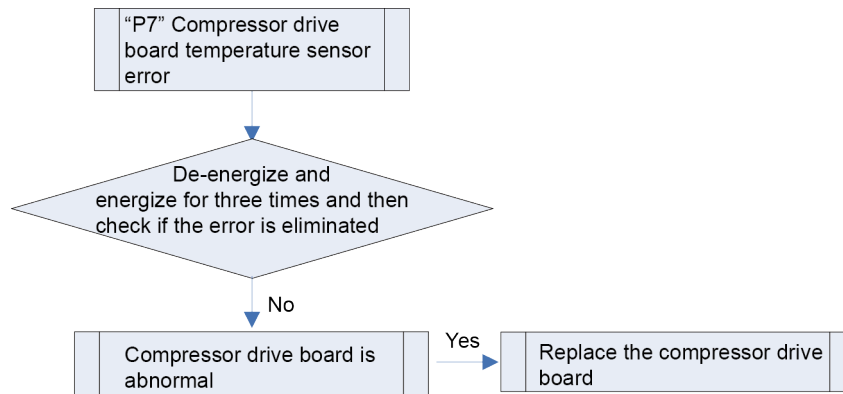 “P7” Compressor drive
board temperature sensor
error
De-energize and
energize for three times and then
check if the error is eliminated
No
Compressor drive board is
abnormal
Yes
Replace the compressor drive
board